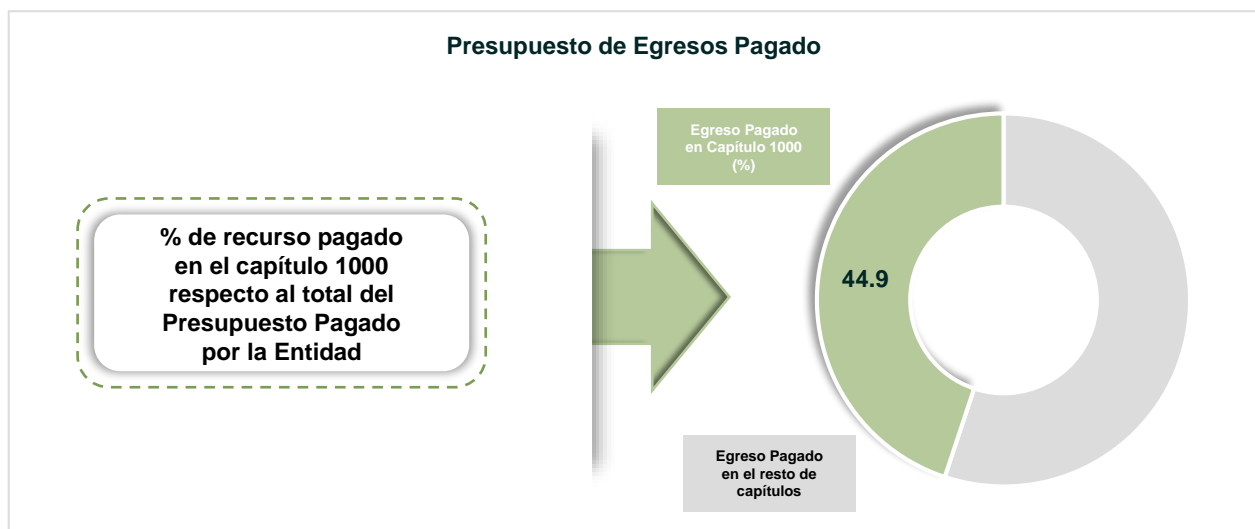 Presupuesto de Egresos Pagado
Egreso Pagado
en Capítulo 1000
(%)
% de recurso pagado
en el capítulo 1000
respecto al total del
Presupuesto Pagado
por la Entidad
44.9
Egreso Pagado
en el resto de
capítulos